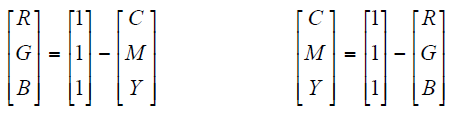 [R G B] = [1 1 1] − [C M Y]
[C M Y] = [1 1 1] − [R G B]